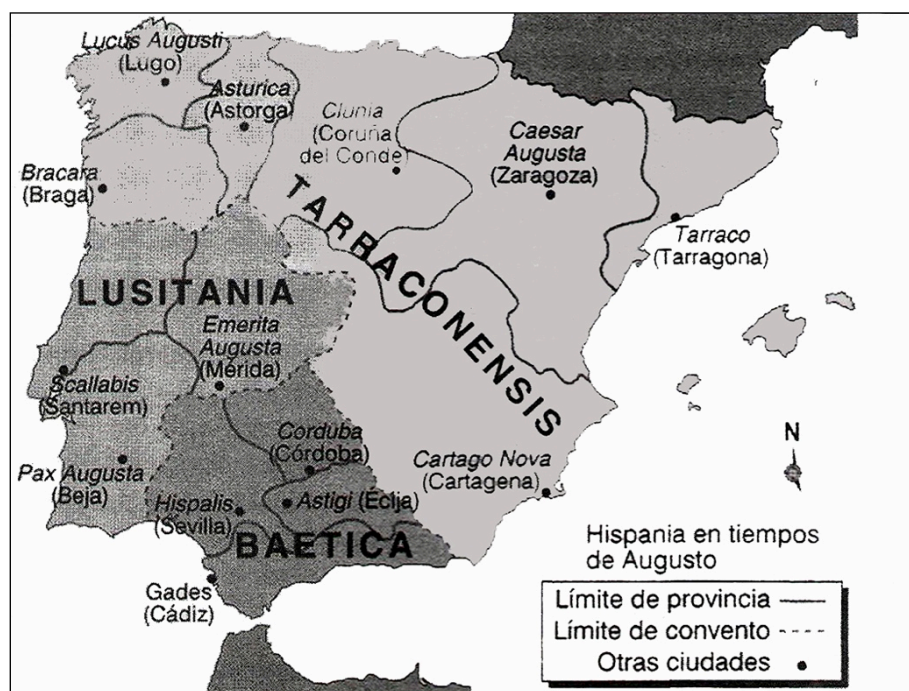 Lucus Augusti
(Lugo)
Asturica
(Astorga)
Clunia
(Coruña
del Conde)
Caesar
Augusta
(Zaragoza)
Bracara
(Braga)
Tarraco
(Tarragona)
TARRACONENSIS
LUSITANIA
Emerita
Augusta
(Mérida)
Scallabis
(Santarem)
Corduba
(Córdoba)
Cartago Nova
(Cartagena)
N
Pax Augusta
(Beja)
Hispalis
(Sevilla)
Astigi (Écija)
BAETICA
Gades
(Cádiz)
Hispania en tiempos
de Augusto
Límite de provincia
Límite de convento
Otras ciudades